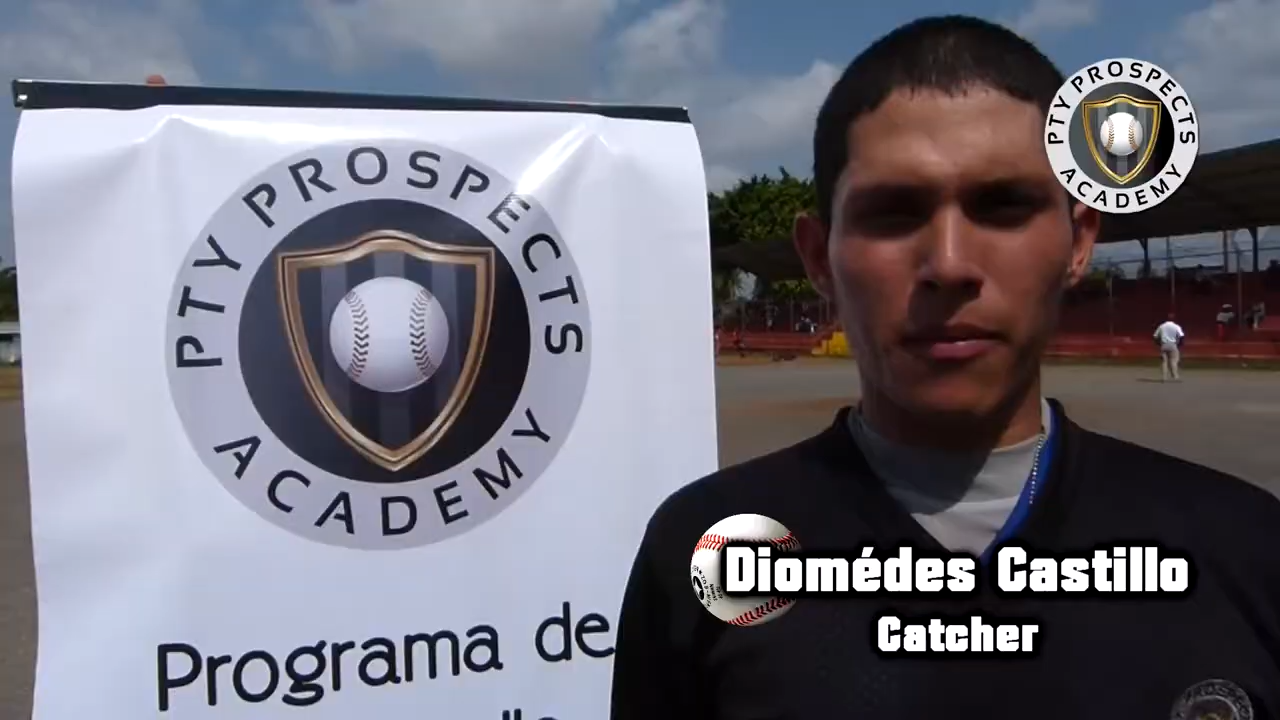 PTY PROSPECTS
ACADEMY
Programa de
PTY PROSPECTS
ACADEMY
Diomédes Castillo
Catcher